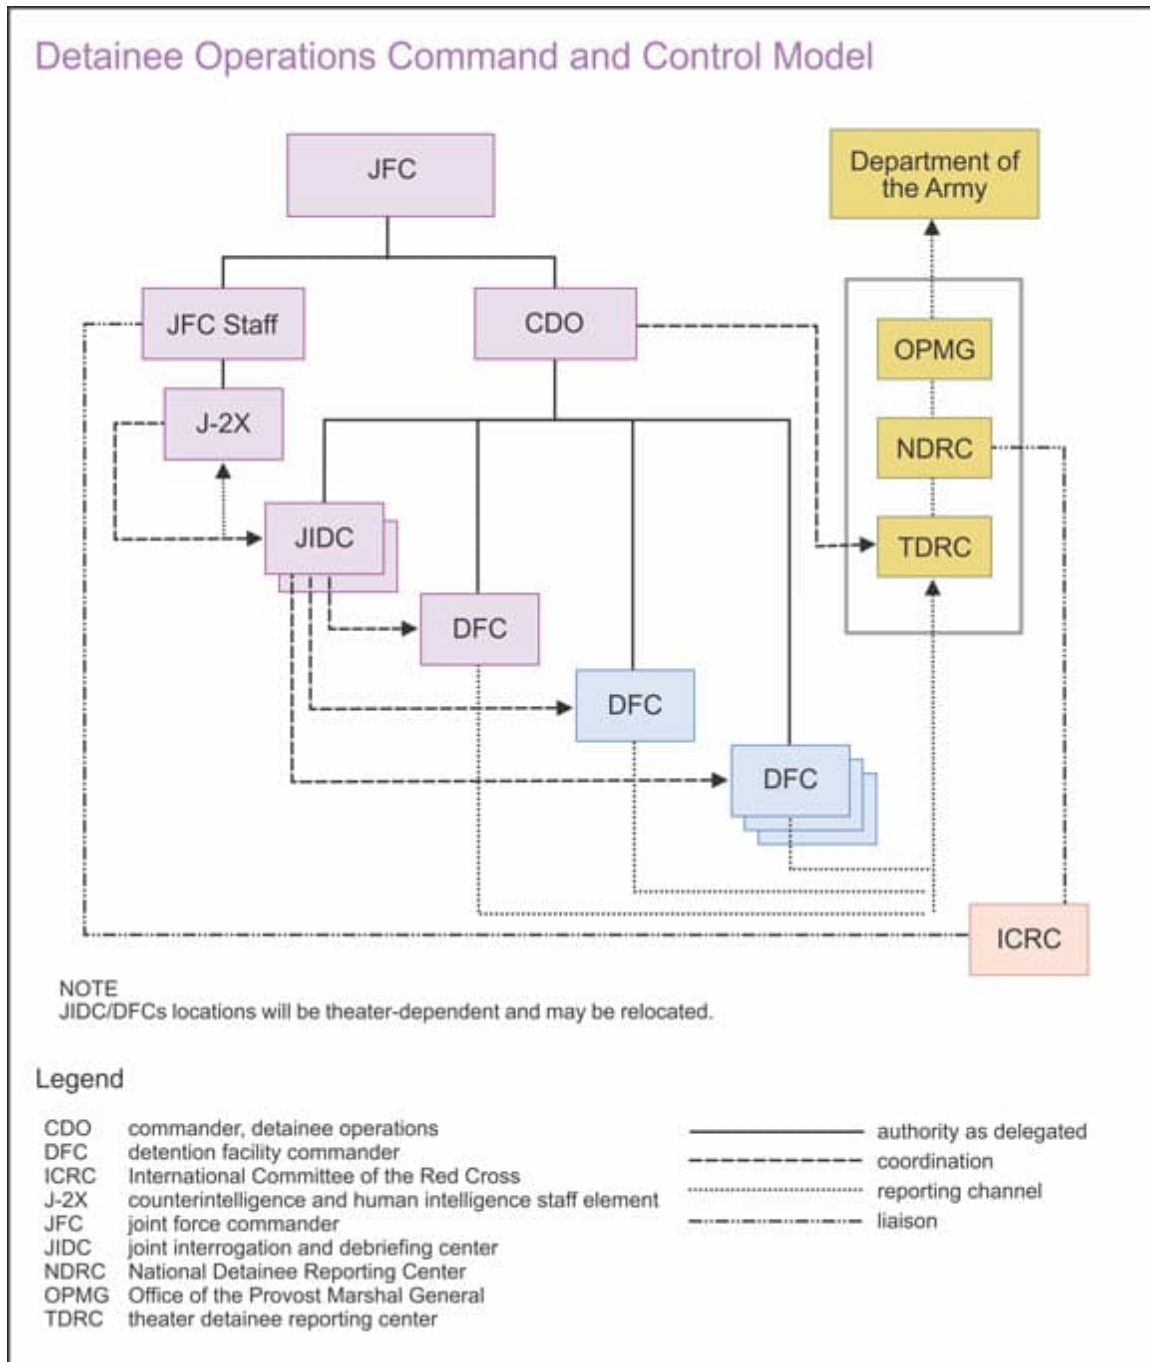 Detainee Operations Command and Control Model
JFC
Department of
the Army
JFC Staff
CDO
OPMG
J-2X
NDRC
JIDC
TDRC
DFC
DFC
DFC
ICRC
NOTE
JIDC/DFCs locations will be theater-dependent and may be relocated.
Legend
CDO commander, detainee operations
DFC detention facility commander
ICRC International Committee of the Red Cross
J-2X counterintelligence and human intelligence staff element
JFC joint force commander
JIDC joint interrogation and debriefing center
NDRC National Detainee Reporting Center
OPMG Office of the Provost Marshal General
TDRC theater detainee reporting center
authority as delegated
coordination
reporting channel
liaison